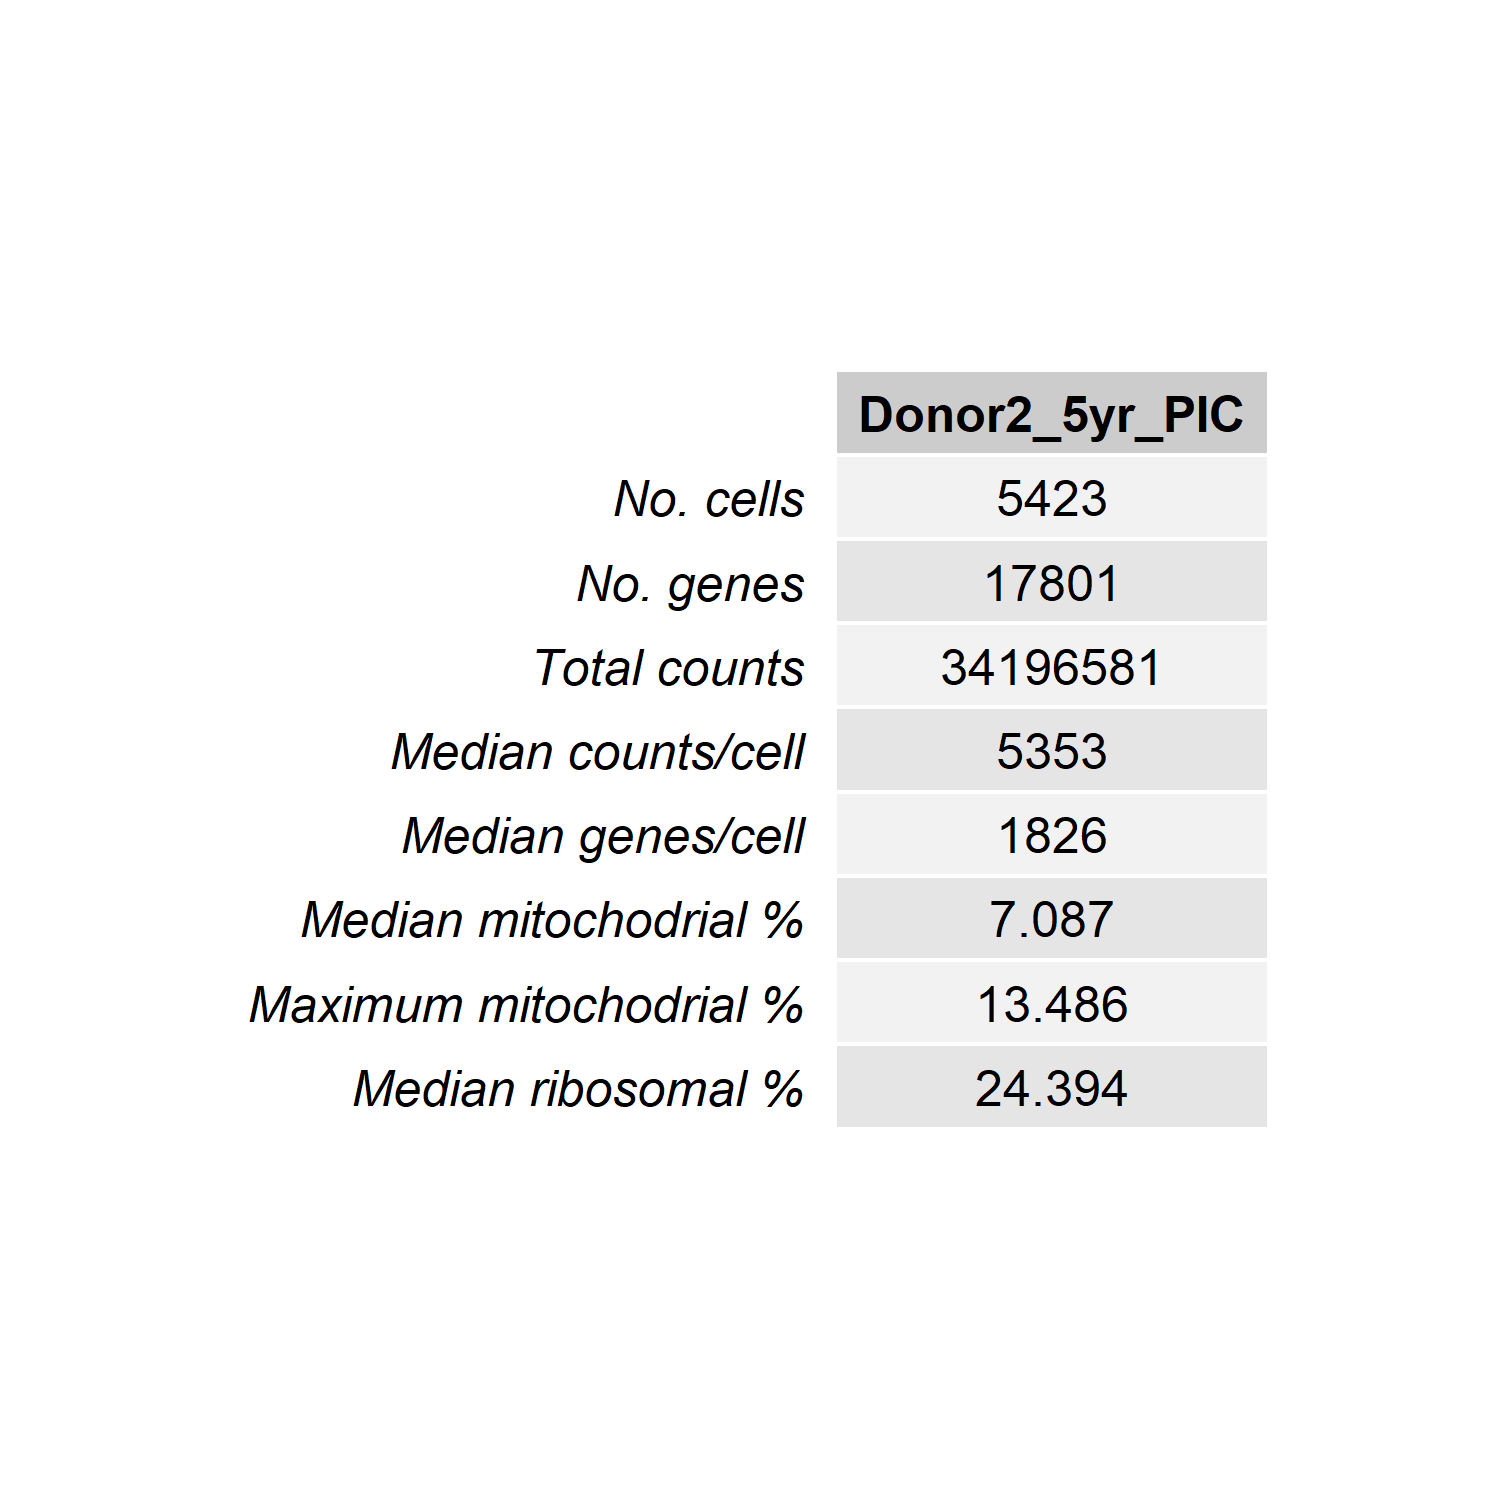 Donor2_5yr_PIC
No. cells 5423
No. genes 17801
Total counts 34196581
Median counts/cell 5353
Median genes/cell 1826
Median mitochodrial % 7.087
Maximum mitochodrial % 13.486
Median ribosomal % 24.394